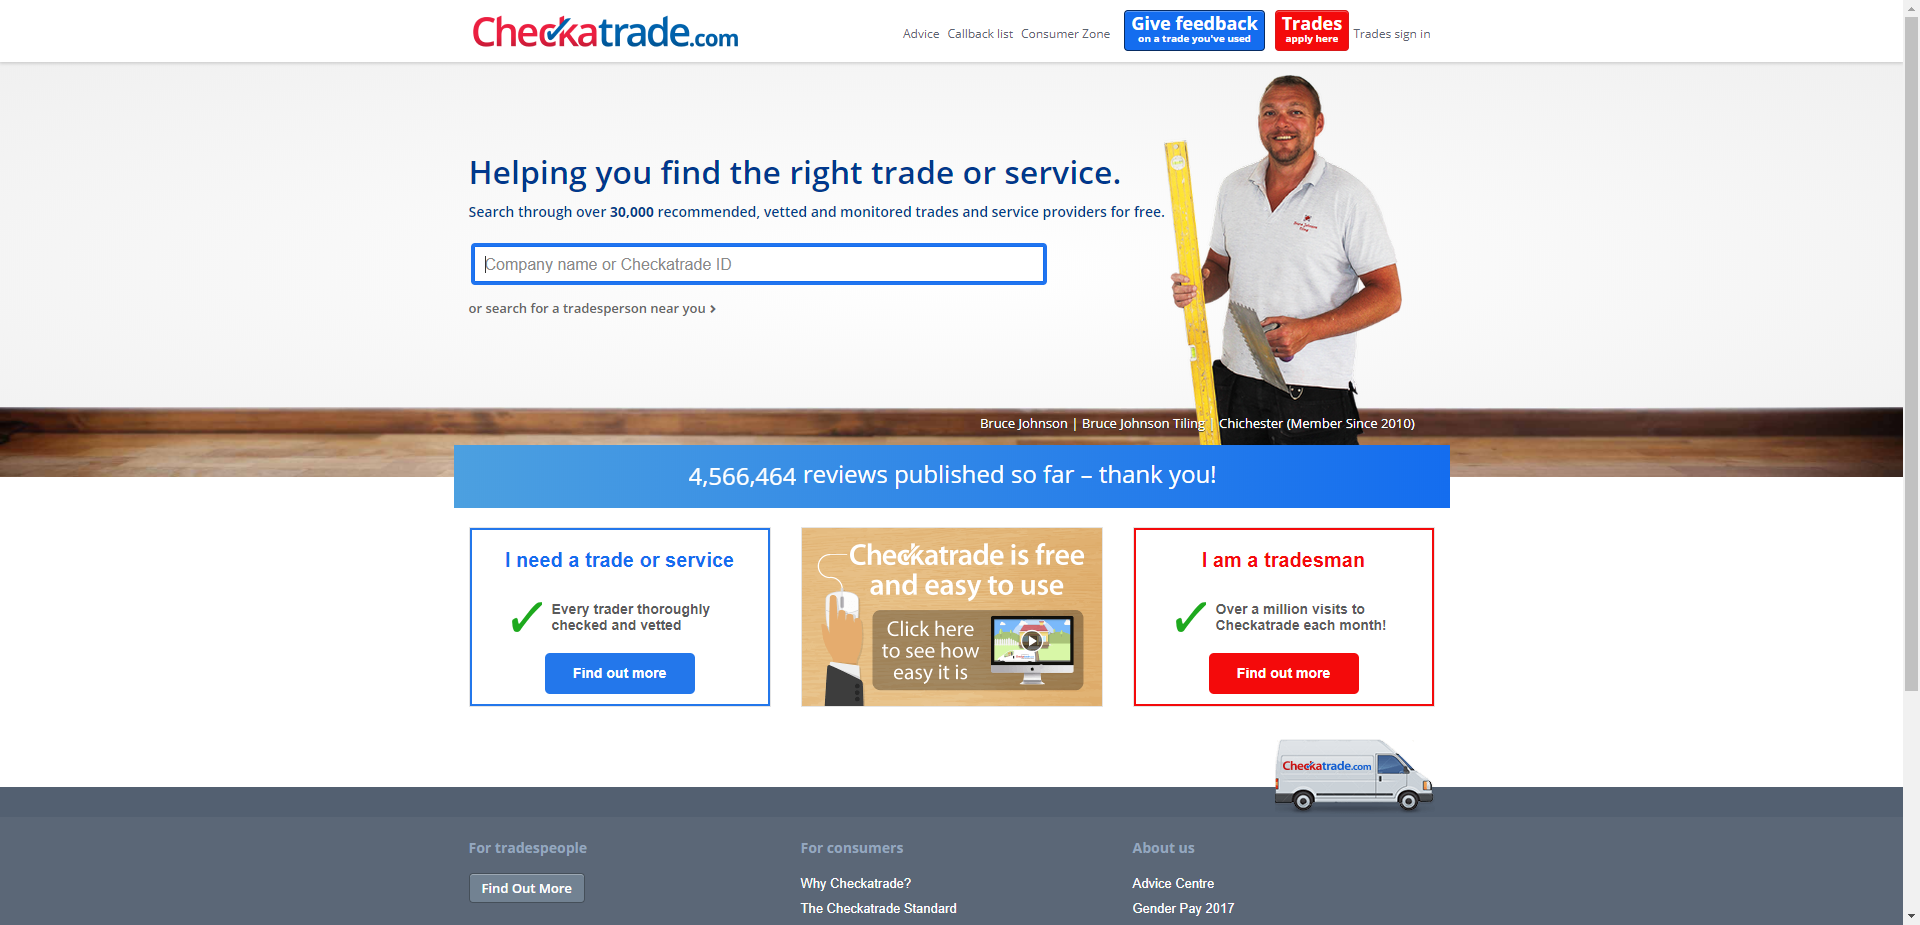 Checkatrade.com
Advice Callback list Consumer Zone
Give feedback
on a trade you've used
Trades
apply here
Trades sign in
Helping you find the right trade or service.
Search through over 30,000 recommended, vetted and monitored trades and service providers for free.
Company name or Checkatrade ID
or search for a tradesperson near you >
Bruce Johnson | Bruce Johnson Tiling | Chichester (Member Since 2010)
4,566,464 reviews published so far – thank you!
I need a trade or service
Every trader thoroughly
checked and vetted
Find out more
Checkatrade is free
and easy to use
Click here
to see how
easy it is
I am a tradesman
Over a million visits to
Checkatrade each month!
Find out more
Checkatrade.com
For tradespeople
Find Out More
For consumers
Why Checkatrade?
The Checkatrade Standard
About us
Advice Centre
Gender Pay 2017